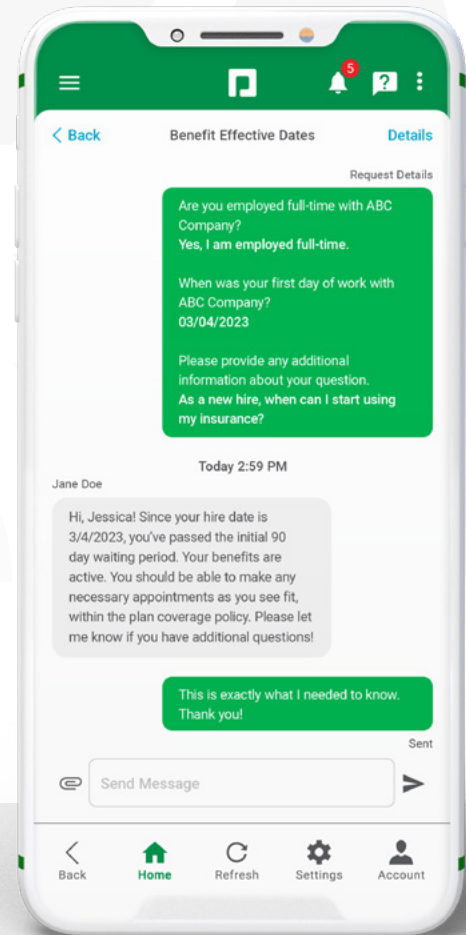 5
?
Back
Benefit Effective Dates
Details
Request Details
Are you employed full-time with ABC
Company?
Yes, I am employed full-time.
When was your first day of work with
ABC Company?
03/04/2023
Please provide any additional
information about your question.
As a new hire, when can I start using
my insurance?
Today 2:59 PM
Jane Doe
Hi, Jessica! Since your hire date is
3/4/2023, you've passed the initial 90
day waiting period. Your benefits are
active. You should be able to make any
necessary appointments as you see fit,
within the plan coverage policy. Please let
me know if you have additional questions!
This is exactly what I needed to know.
Thank you!
Sent
Send Message
Back
Home
Refresh
Settings
Account